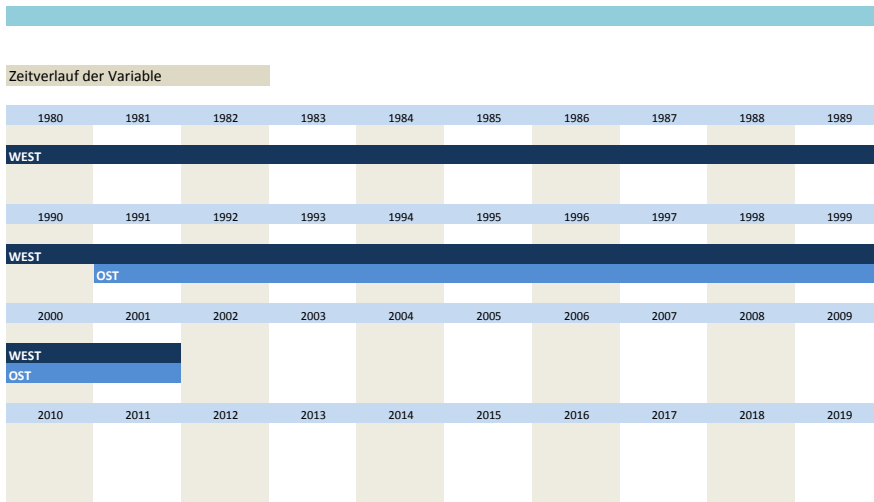 Zeitverlauf der Variable
1980 1981 1982 1983 1984 1985 1986 1987 1988 1989
WEST
1990 1991 1992 1993 1994 1995 1996 1997 1998 1999
WEST
OST
2000 2001 2002 2003 2004 2005 2006 2007 2008 2009
WEST
OST
2010 2011 2012 2013 2014 2015 2016 2017 2018 2019